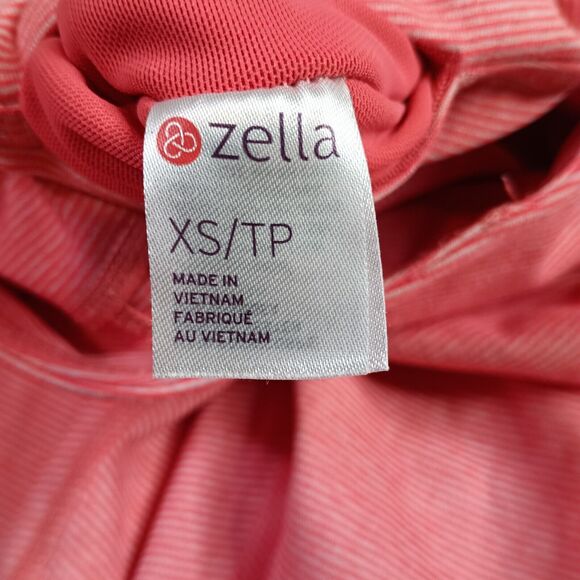 zella
XS/TP
MADE IN
VIETNAM
FABRIQUÉ
AU VIETNAM